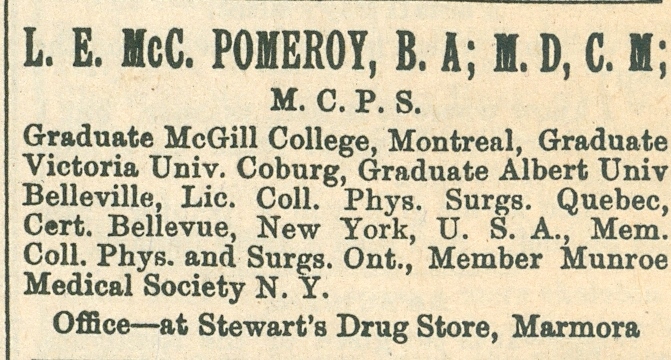 L. E. McC. POMEROY, B. A; M. D, C. M;
M. C. P. S.
Graduate McGill College, Montreal, Graduate
Victoria Univ. Coburg, Graduate Albert Univ
Belleville, Lic. Coll. Phys. Surgs. Quebec,
Cert. Bellevue, New York, U. S. A., Mem.
Coll. Phys. and Surgs. Ont., Member Munroe
Medical Society N. Y.
Office—at Stewart's Drug Store, Marmora